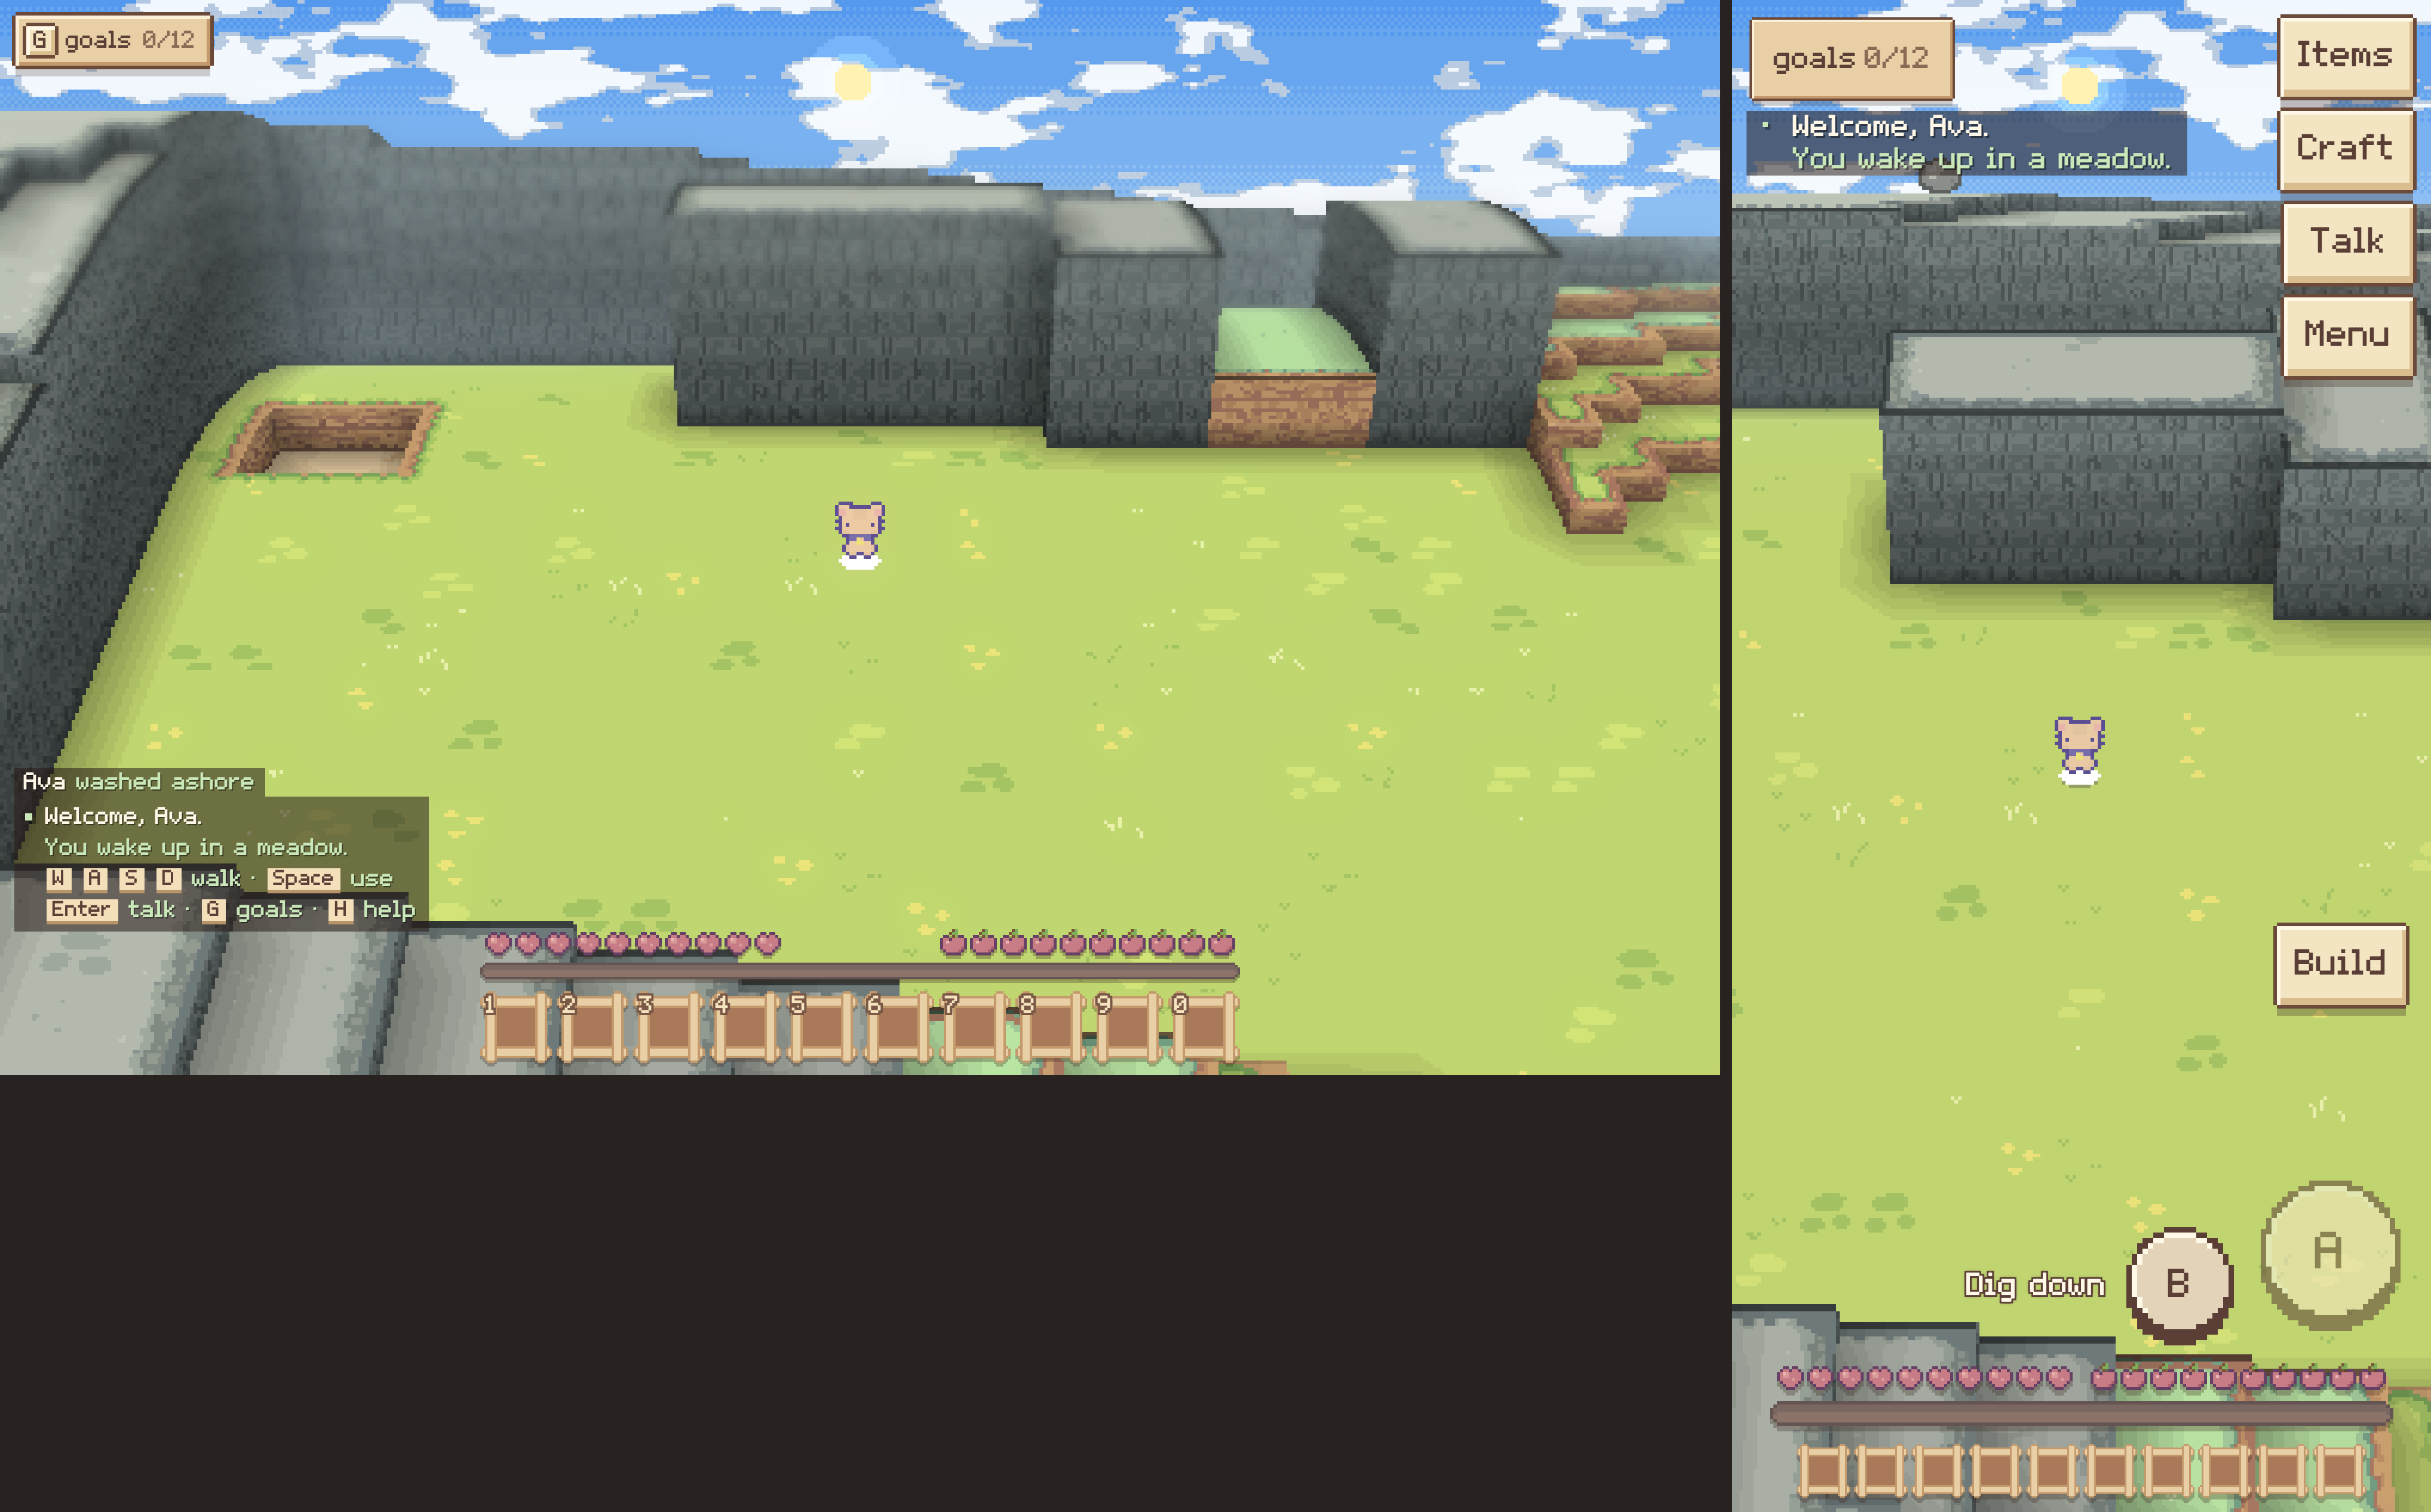 G goals 0/12
Ava washed ashore
Welcome, Ava.
You wake up in a meadow.
W A S D walk · Space use
Enter talk · G goals · H help
1 2 3 4 5 6 7 8 9 0
goals 0/12
Welcome, Ava.
You wake up in a meadow.
Items
Craft
Talk
Menu
Build
A
Dig down B